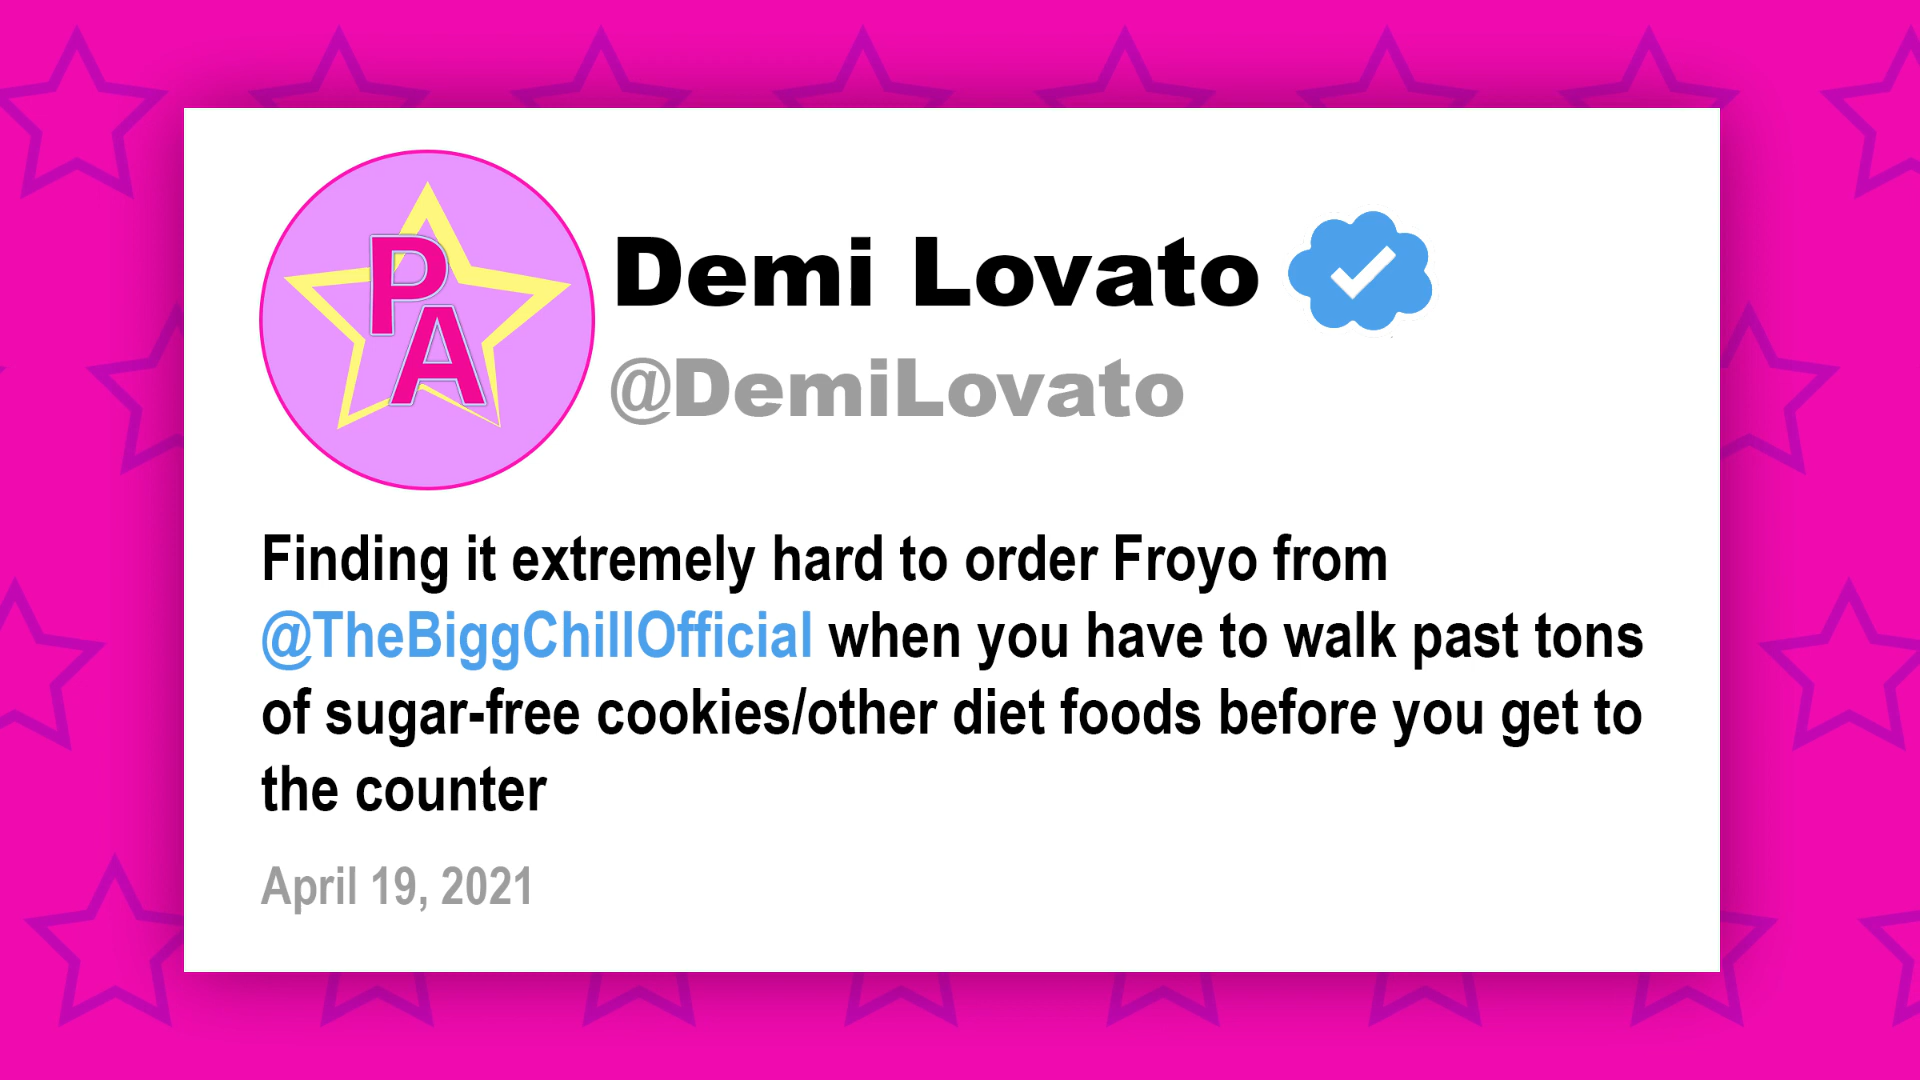 PA
Demi Lovato
@DemiLovato
Finding it extremely hard to order Froyo from
@TheBiggChillOfficial when you have to walk past tons
of sugar-free cookies/other diet foods before you get to
the counter
April 19, 2021